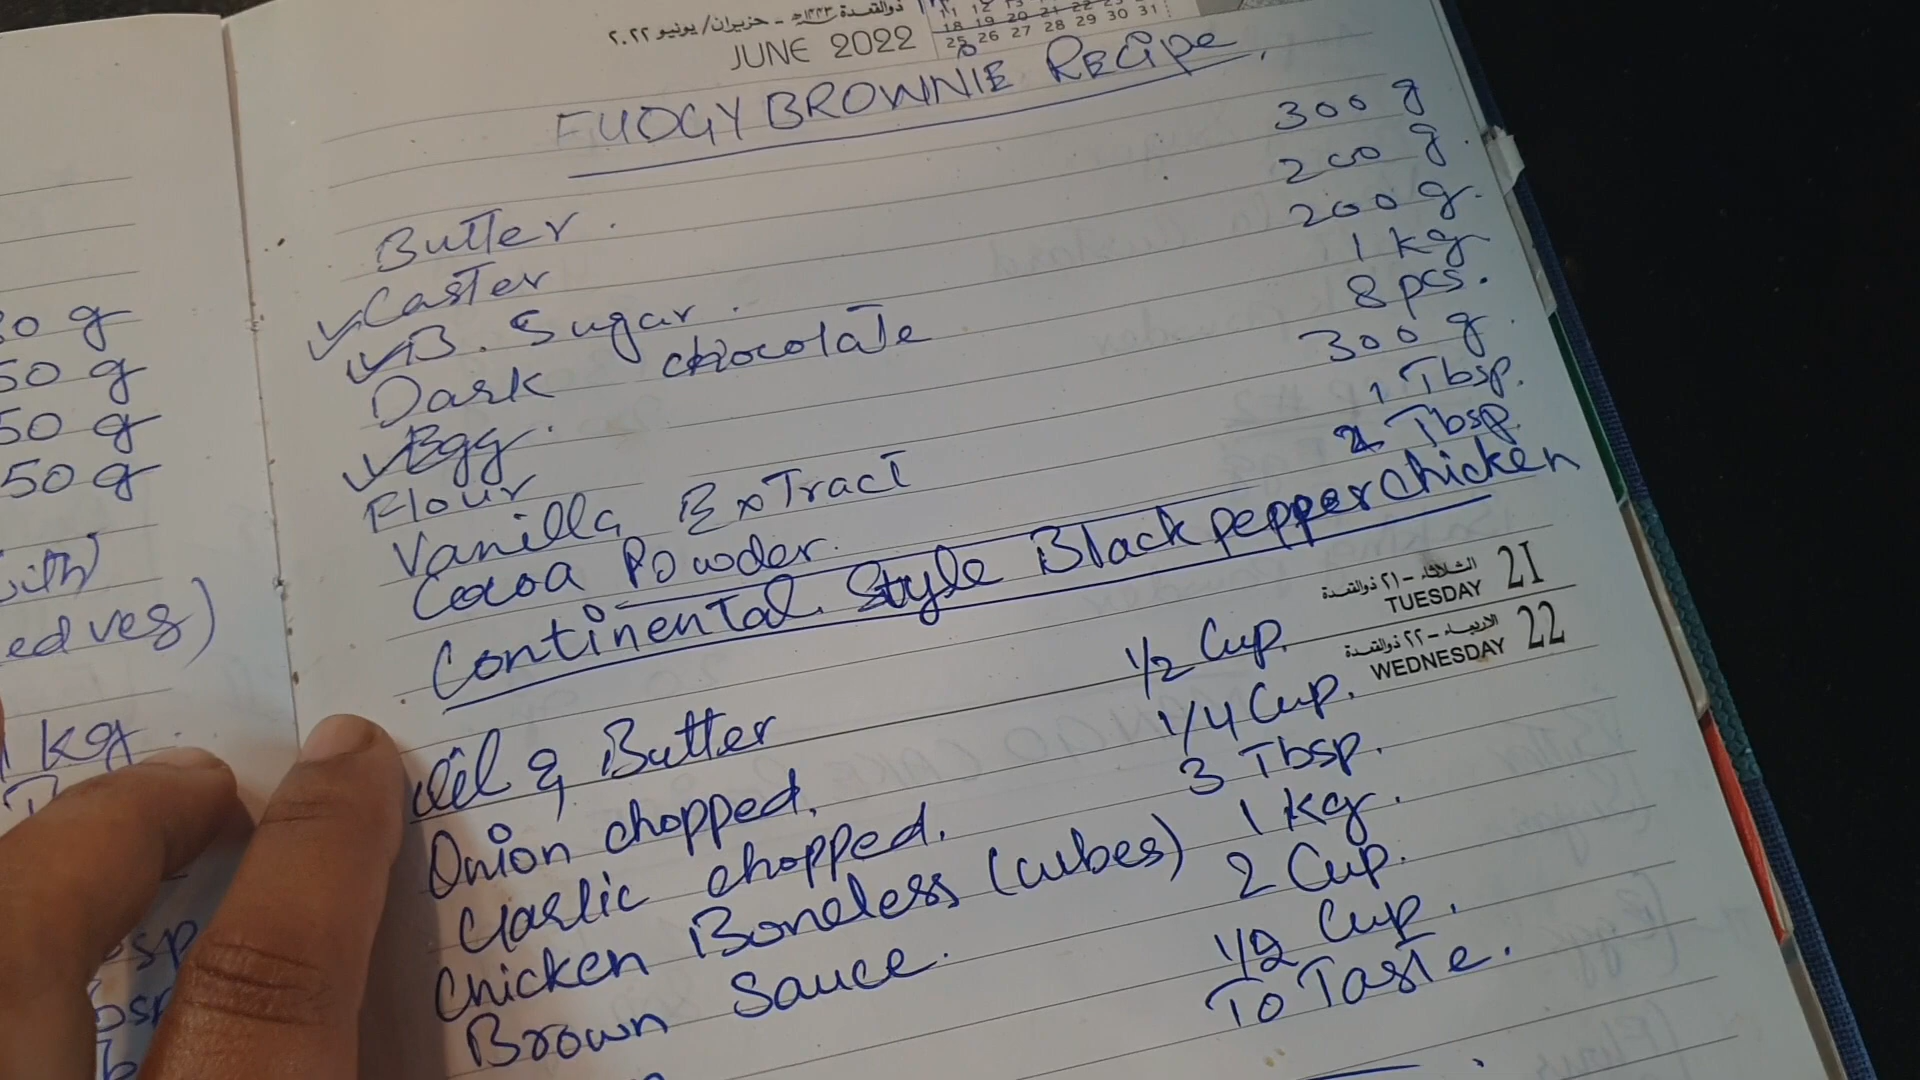 ذوالقعدة ١٤٤٣هـ - حزيران/يونيو ٢٠٢٢
JUNE 2022
11 12 13
18 19 20 21 22 23
25 26 27 28 29 30 31
FUDGY BROWNIE RECipe.
Butter. 300 g
Caster 200 g.
B. Sugar. 200 g.
Dark chocolate 1 kg
Egg. 8 pcs.
Flour 300 g.
Vanilla ExTract 1 Tbsp.
Cocoa Powder. Tbsp
Continental Style Black pepper chicken
الثلاثاء - ٢١ ذوالقعدة
TUESDAY 21
الاربعاء - ٢٢ ذوالقعدة
WEDNESDAY 22
Oil & Butter 1/2 Cup.
Onion chopped. 1/4 Cup.
Garlic chopped. 3 Tbsp.
Chicken Boneless (cubes) 1 kg.
Brown Sauce. 2 Cup.
1/2 Cup.
To Taste.
0 g
50 g
50 g
50 g
ed veg)
kg